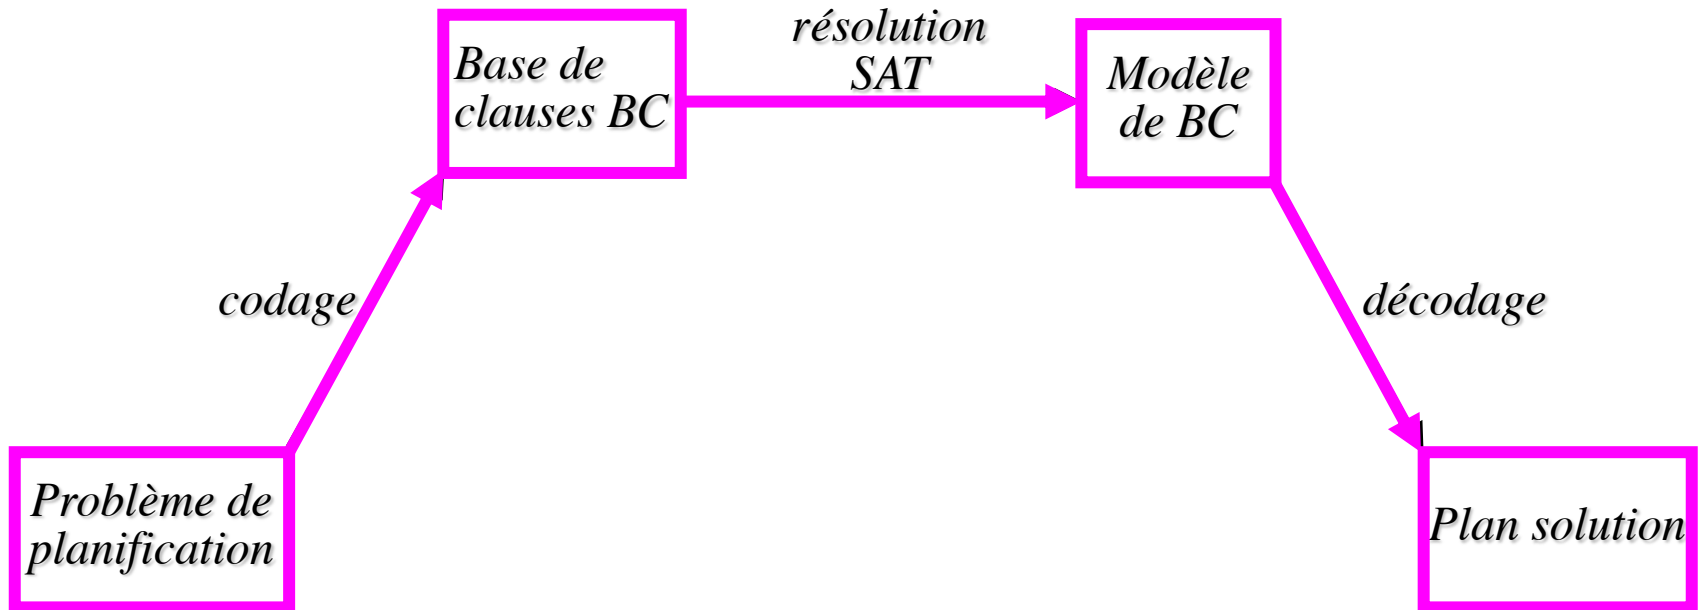 Problème de
planification
codage
Base de
clauses BC
résolution
SAT
Modèle
de BC
décodage
Plan solution